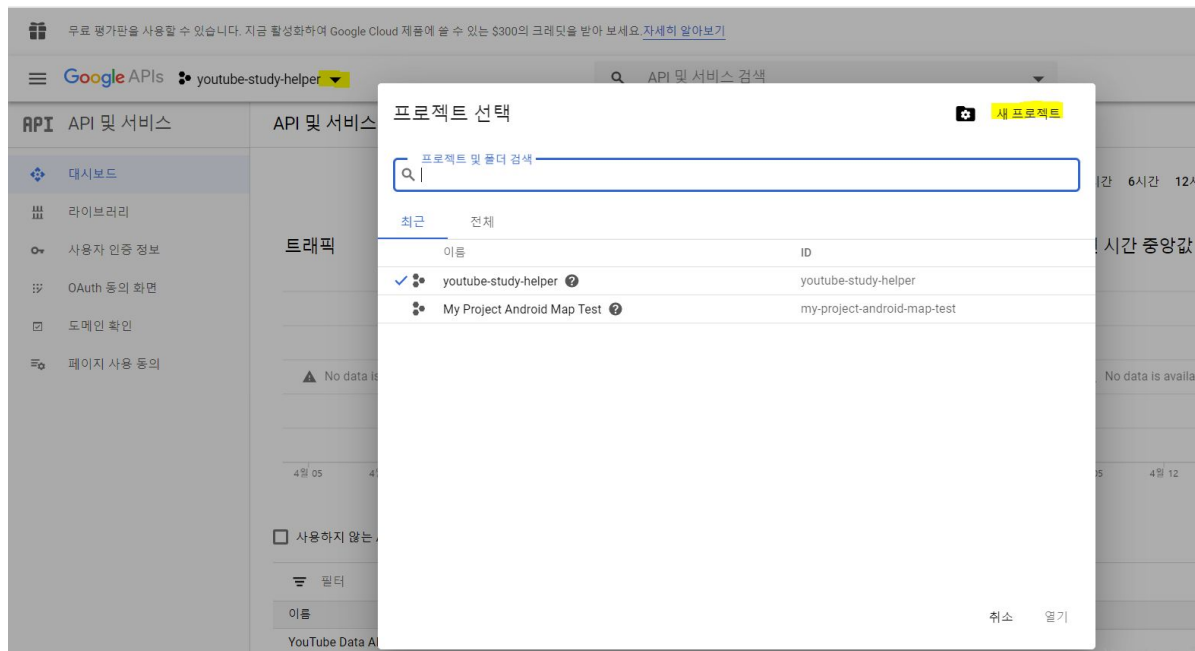 무료 평가판을 사용할 수 있습니다. 지금 활성화하여 Google Cloud 제품에 쓸 수 있는 $300의 크레딧을 받아 보세요.자세히 알아보기
Google APIs youtube-study-helper API 및 서비스 검색
API API 및 서비스
API 및 서비스
프로젝트 선택
새 프로젝트
프로젝트 및 폴더 검색
대시보드
라이브러리
사용자 인증 정보
OAuth 동의 화면
도메인 확인
페이지 사용 동의
최근 전체
이름 ID
youtube-study-helper youtube-study-helper
My Project Android Map Test my-project-android-map-test
취소 열기
6시간
트래픽
시간 중앙값
No data is
No data is
4월 05
4월 12
사용하지 않는
필터
이름
YouTube Data